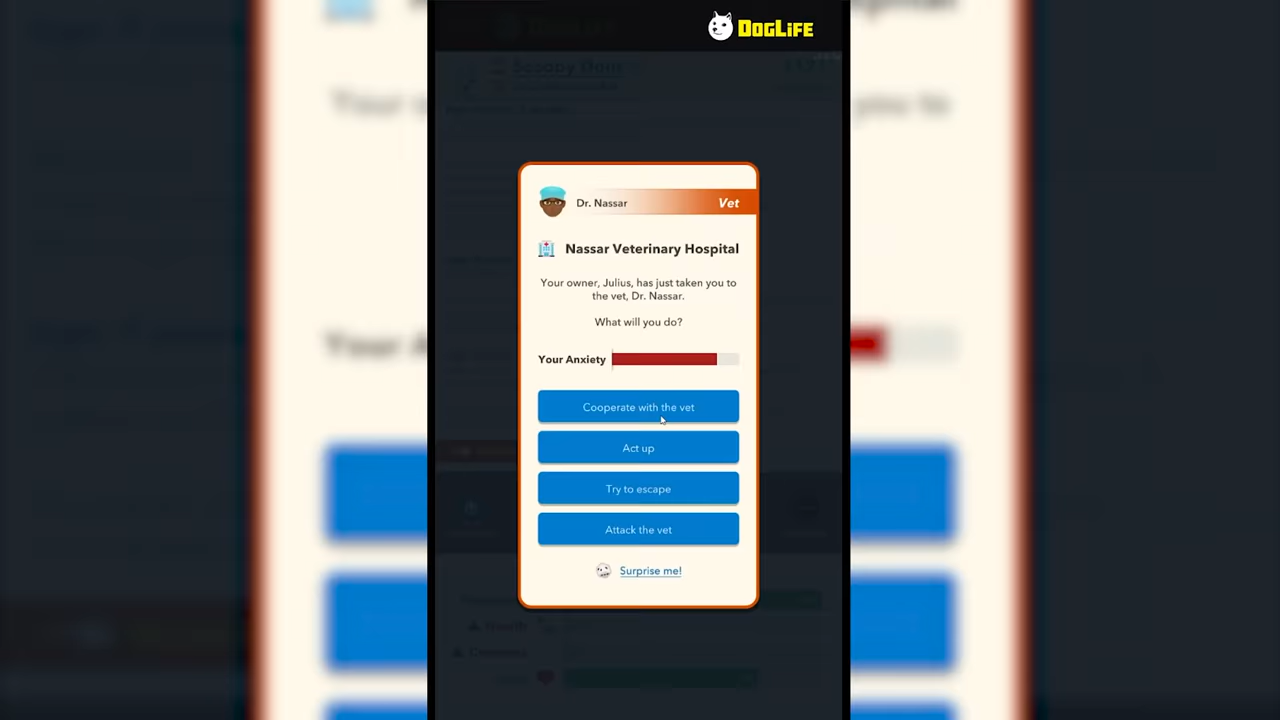 DOGLIFE
Dr. Nassar
Vet
Nassar Veterinary Hospital
Your owner, Julius, has just taken you to
the vet, Dr. Nassar.
What will you do?
Your Anxiety
Cooperate with the vet
Act up
Try to escape
Attack the vet
Surprise me!
Health